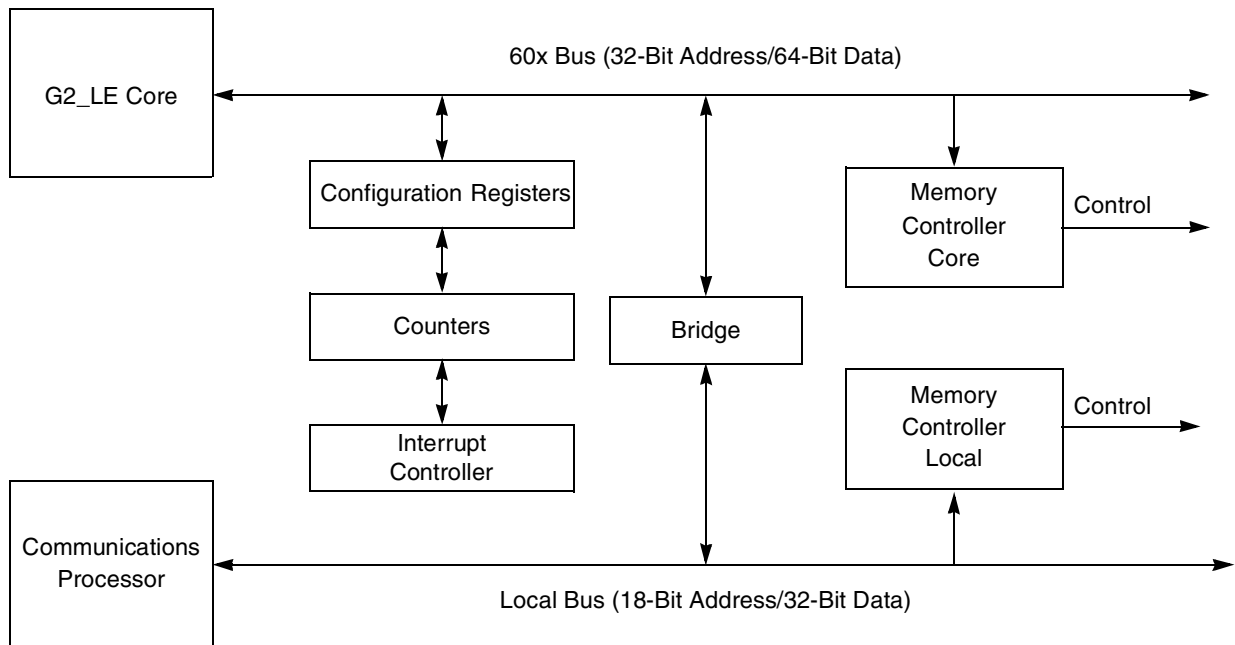 60x Bus (32-Bit Address/64-Bit Data)
G2_LE Core
Configuration Registers
Memory
Controller
Core
Control
Counters
Bridge
Memory
Controller
Local
Control
Interrupt
Controller
Communications
Processor
Local Bus (18-Bit Address/32-Bit Data)